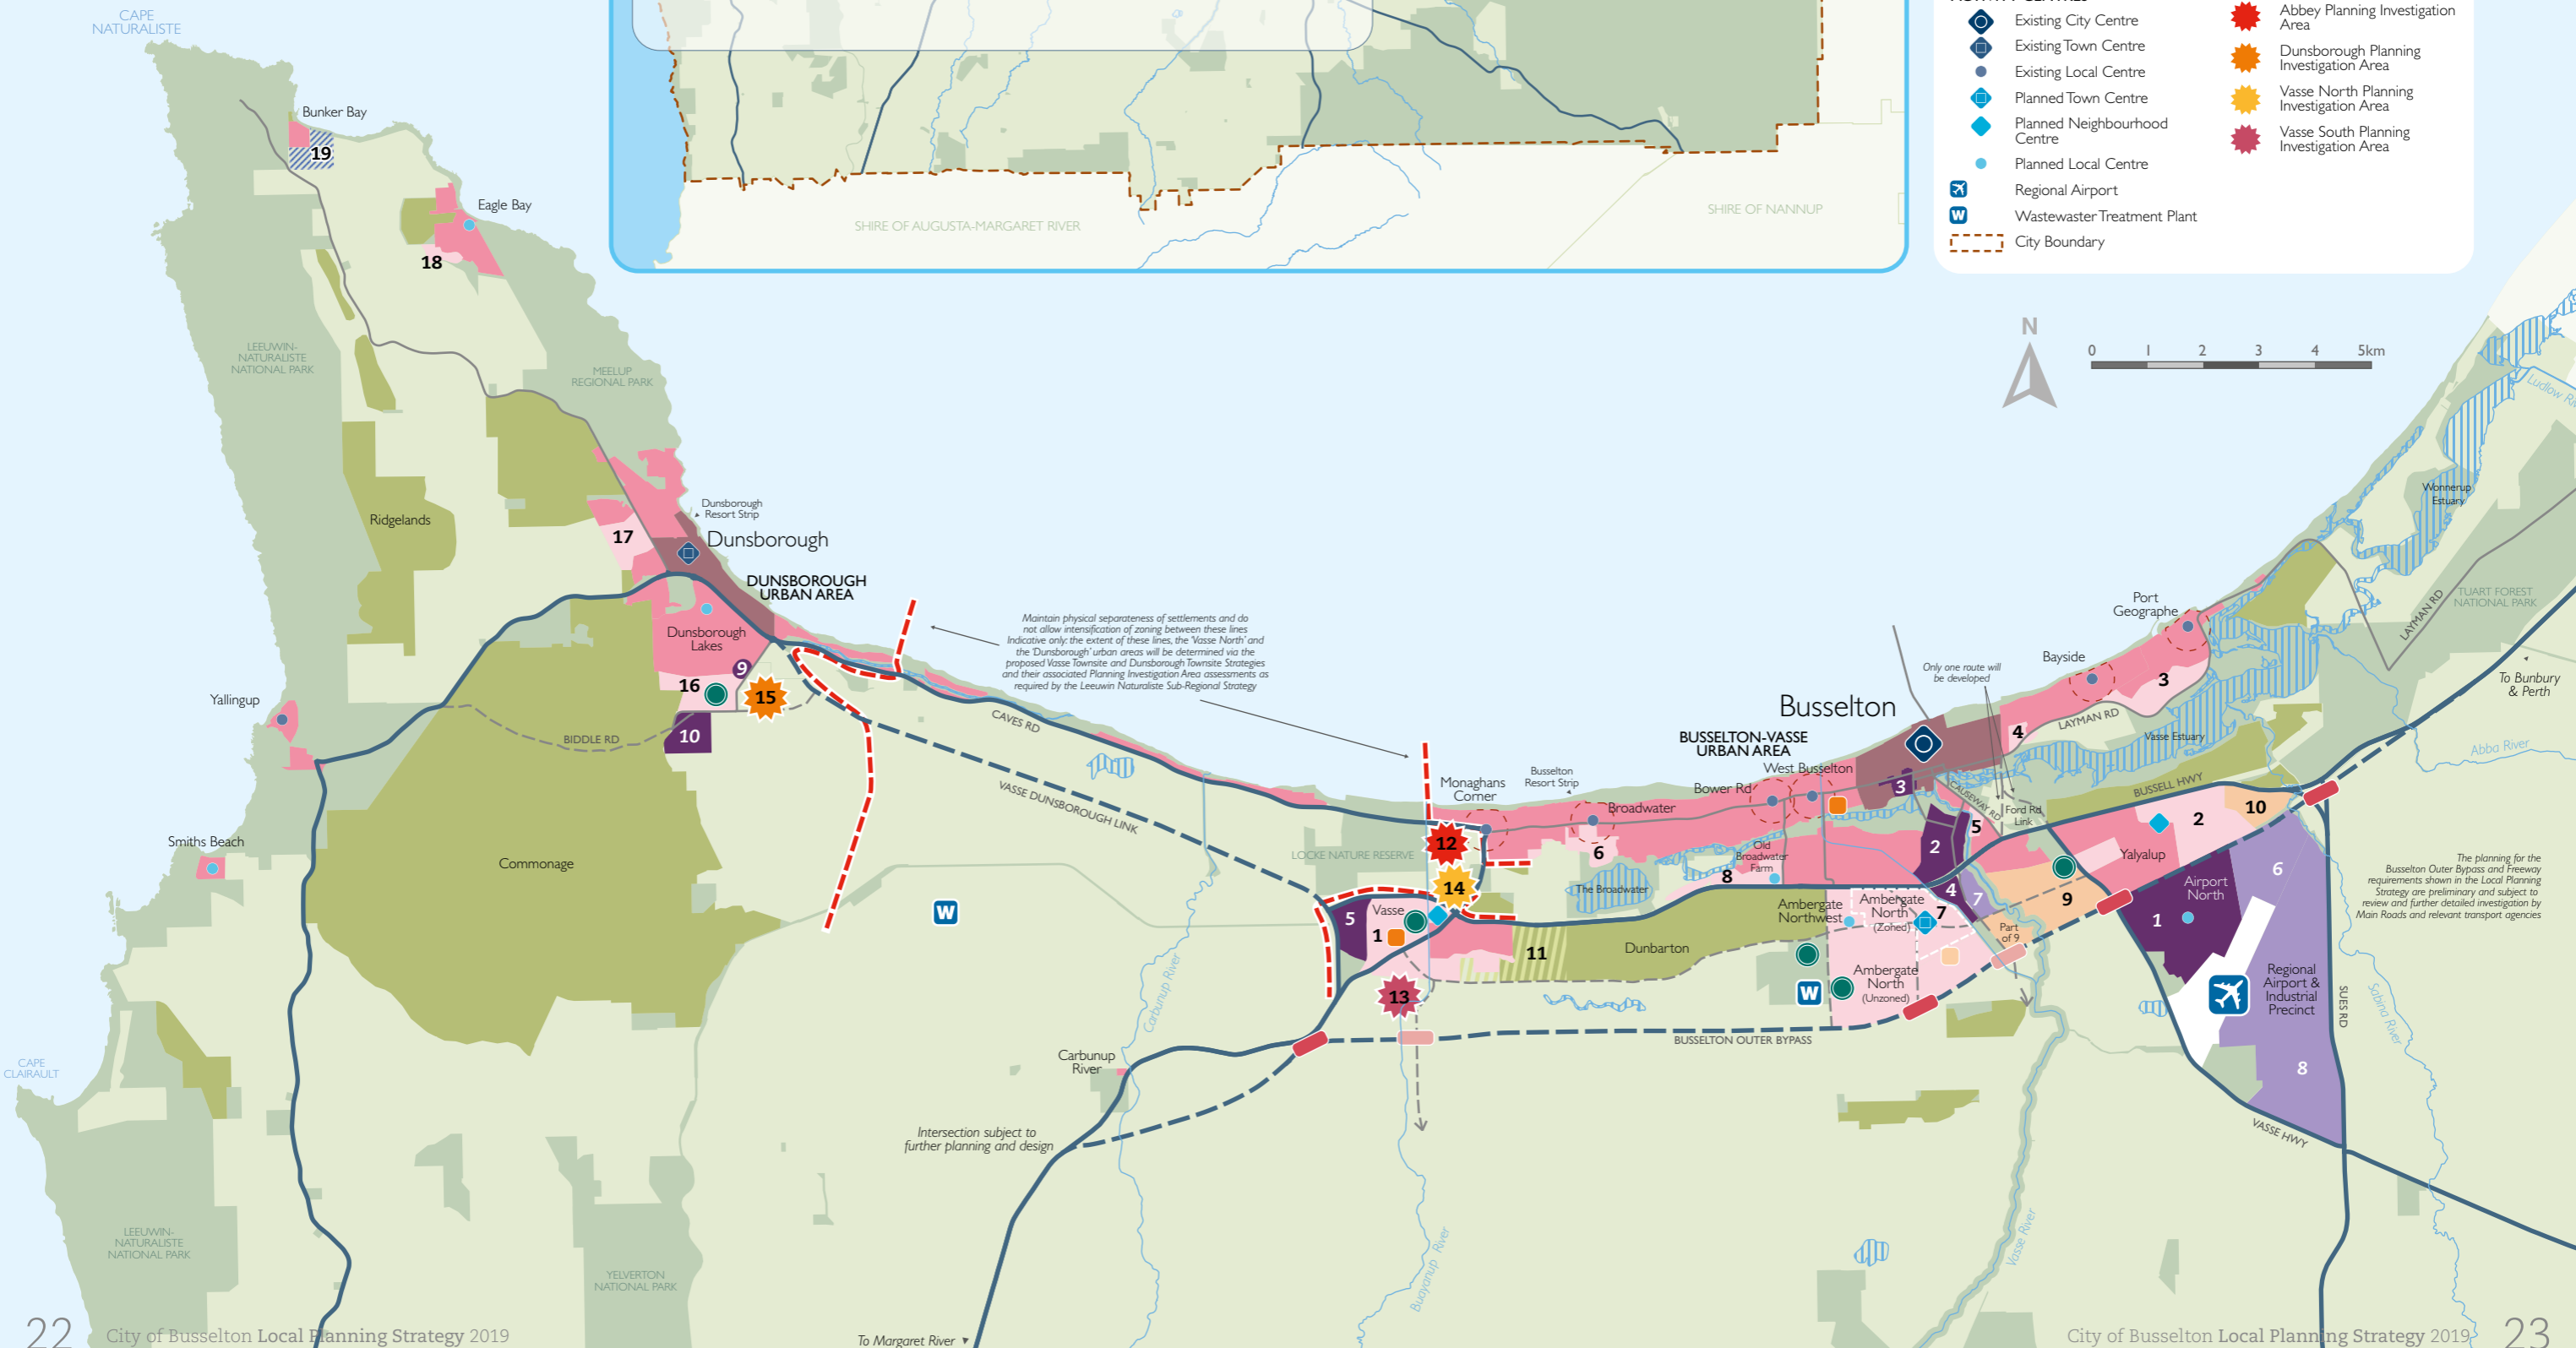 CAPE
NATURALISTE
Bunker Bay
19
Eagle Bay
18
LEEUWIN-
NATURALISTE
NATIONAL PARK
MEELUP
REGIONAL PARK
SHIRE OF AUGUSTA-MARGARET RIVER
SHIRE OF NANNUP
Existing City Centre
Existing Town Centre
Existing Local Centre
Planned Town Centre
Planned Neighbourhood
Centre
Planned Local Centre
Regional Airport
W
Wastewater Treatment Plant
City Boundary
Abbey Planning Investigation
Area
Dunsborough Planning
Investigation Area
Vasse North Planning
Investigation Area
Vasse South Planning
Investigation Area
N
0 1 2 3 4 5km
Ridgelands
17
Dunsborough
Resort Strip
Dunsborough
DUNSBOROUGH
URBAN AREA
Dunsborough
Lakes
9
16
15
10
Yallingup
BIDDLE RD
Smiths Beach
Commonage
CAPE
CLAIRAULT
LEEUWIN-
NATURALISTE
NATIONAL PARK
YELVERTON
NATIONAL PARK
Maintain physical separateness of settlements and do
not allow intensification of zoning between these lines
Indicative only: the extent of these lines, the 'Vasse North' and
the 'Dunsborough' urban areas will be determined via the
proposed Vasse Townsite and Dunsborough Townsite Strategies
and their associated Planning Investigation Area assessments as
required by the Leeuwin Naturaliste Sub-Regional Strategy
CAVES RD
VASSE DUNSBOROUGH LINK
W
Carbunup River
Carbunup
River
Intersection subject to
further planning and design
To Margaret River
LOCKE NATURE RESERVE
Monaghans
Corner
12
14
5
Vasse
1
13
11
Buayanup River
Busselton
Resort Strip
Broadwater
6
The Broadwater
Dunbarton
BUSSELTON-VASSE
URBAN AREA
Busselton
West Busselton
Bower Rd
Old
Broadwater
Farm
8
Ambergate
Northwest
Ambergate
North
(Zoned)
7
W
Ambergate
North
(Unzoned)
BUSSELTON OUTER BYPASS
Vasse River
3
2
4
7
5
CAUSEWAY RD
Ford Rd
Link
Only one route will
be developed
4
LAYMAN RD
Bayside
Port
Geographe
3
Vasse Estuary
BUSSELL HWY
Wonnerup
Estuary
LAYMAN RD
TUART FOREST
NATIONAL PARK
To Bunbury
& Perth
Abba River
10
2
Yalyalup
9
Part
of 9
Airport
North
1
6
Regional
Airport &
Industrial
Precinct
8
SUES RD
Sabina River
VASSE HWY
The planning for the
Busselton Outer Bypass and Freeway
requirements shown in the Local Planning
Strategy are preliminary and subject to
review and further detailed investigation by
Main Roads and relevant transport agencies
22 City of Busselton Local Planning Strategy 2019
City of Busselton Local Planning Strategy 2019 23